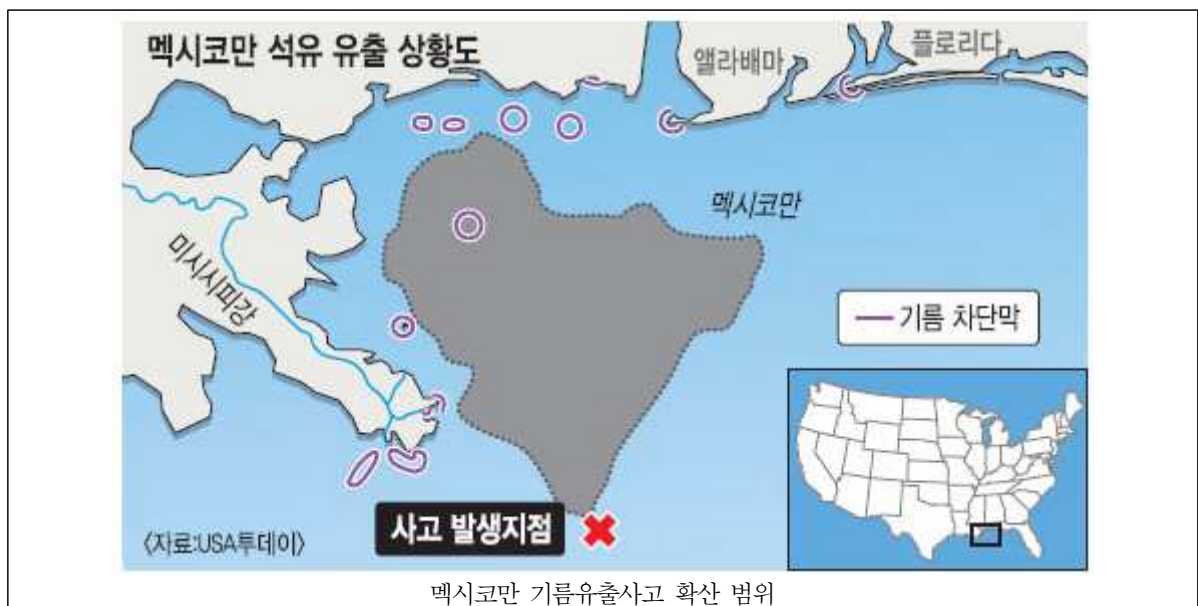 멕시코만 석유 유출 상황도
앨라배마
플로리다
멕시코만
미시시피강
기름 차단막
사고 발생지점
〈자료:USA투데이〉
멕시코만 기름유출사고 확산 범위